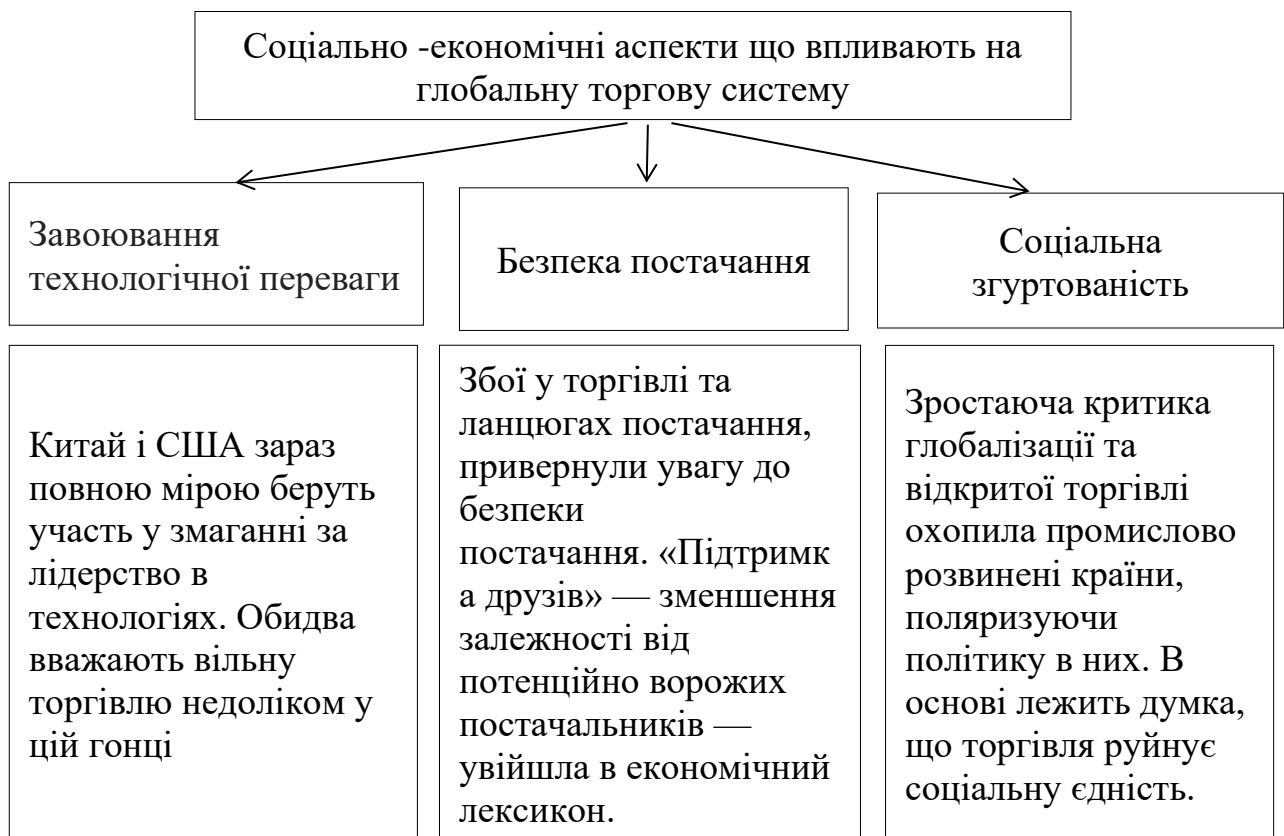 Соціально -економічні аспекти що впливають на
глобальну торгову систему
Завоювання
технологічної переваги
Безпека постачання
Соціальна
згуртованість
Китай і США зараз
повною мірою беруть
участь у змаганні за
лідерство в
технологіях. Обидва
вважають вільну
торгівлю недоліком у
цій гонці
Збої у торгівлі та
ланцюгах постачання,
привернули увагу до
безпеки
постачання. «Підтримк
а друзів» — зменшення
залежності від
потенційно ворожих
постачальників —
увійшла в економічний
лексикон.
Зростаюча критика
глобалізації та
відкритої торгівлі
охопила промислово
розвинені країни,
поляризуючи
політику в них. В
основі лежить думка,
що торгівля руйнує
соціальну єдність.